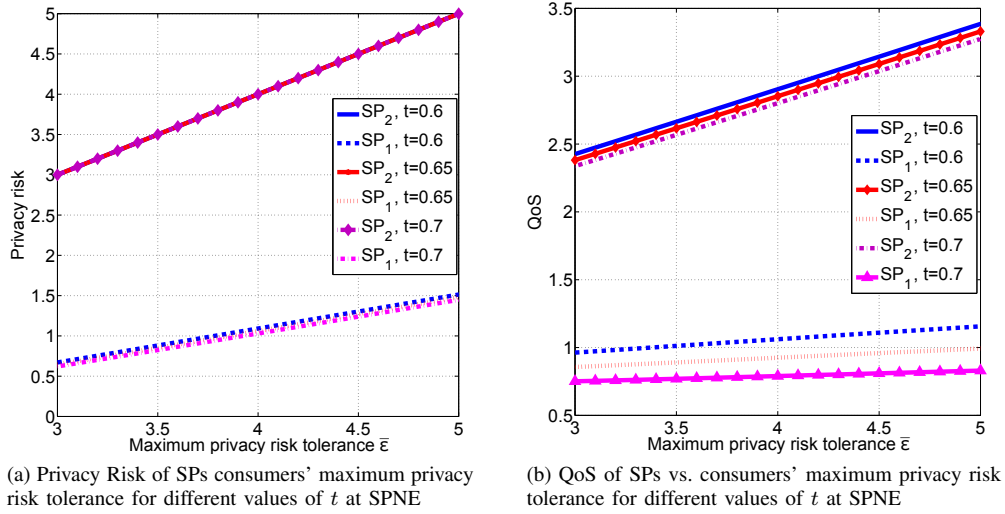 5
4.5
4
3.5
3
2.5
2
1.5
1
0.5
0
Privacy risk
SP2, t=0.6
SP1, t=0.6
SP2, t=0.65
SP1, t=0.65
SP2, t=0.7
SP1, t=0.7
3 3.5 4 4.5 5
Maximum privacy risk tolerance ε̅
(a) Privacy Risk of SPs consumers' maximum privacy
risk tolerance for different values of t at SPNE
3.5
3
2.5
2
1.5
1
0.5
QoS
SP2, t=0.6
SP1, t=0.6
SP2, t=0.65
SP1, t=0.65
SP2, t=0.7
SP1, t=0.7
3 3.5 4 4.5 5
Maximum privacy risk tolerance ε̅
(b) QoS of SPs vs. consumers' maximum privacy risk
tolerance for different values of t at SPNE